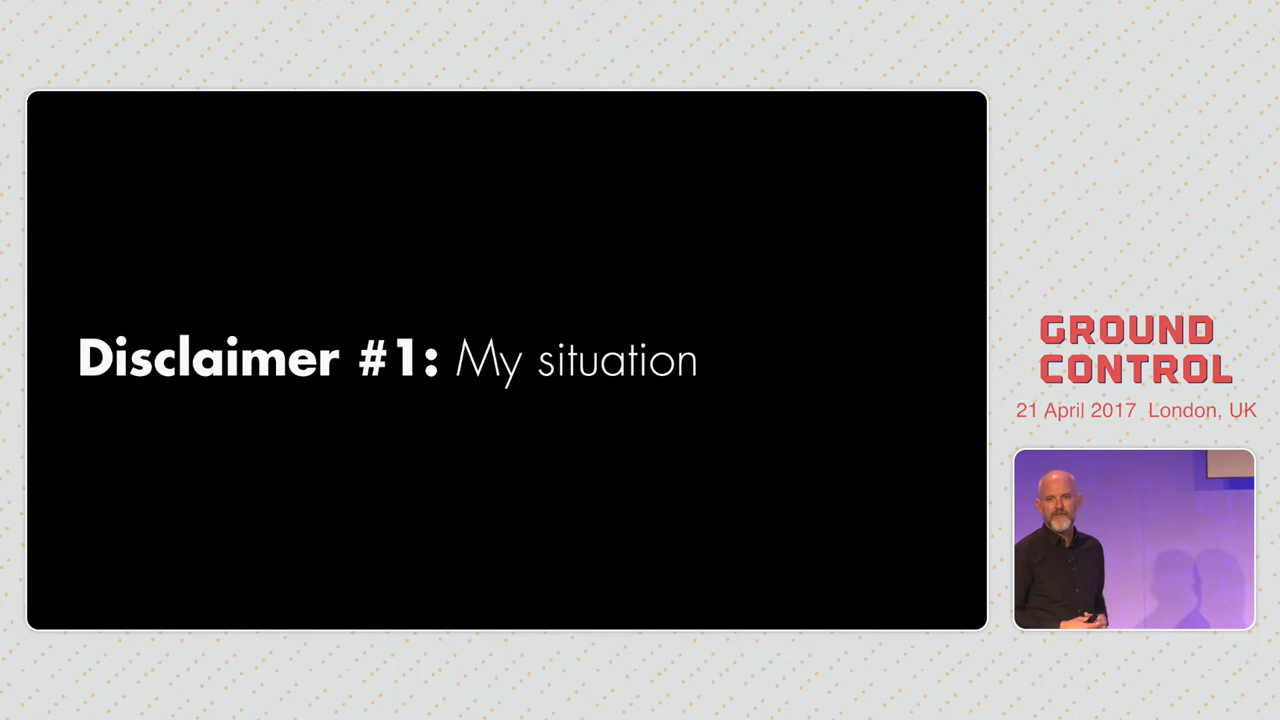 Disclaimer #1: My situation
GROUND
CONTROL
21 April 2017 London, UK